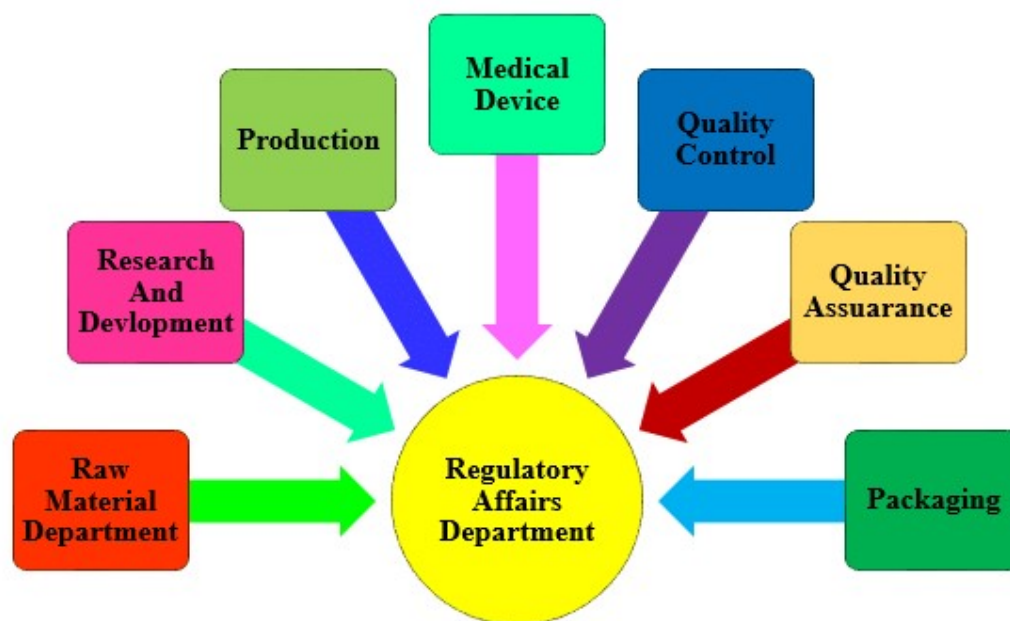 Medical
Device
Production
Quality
Control
Research
And
Devlopment
Quality
Assuarance
Raw
Material
Department
Regulatory
Affairs
Department
Packaging